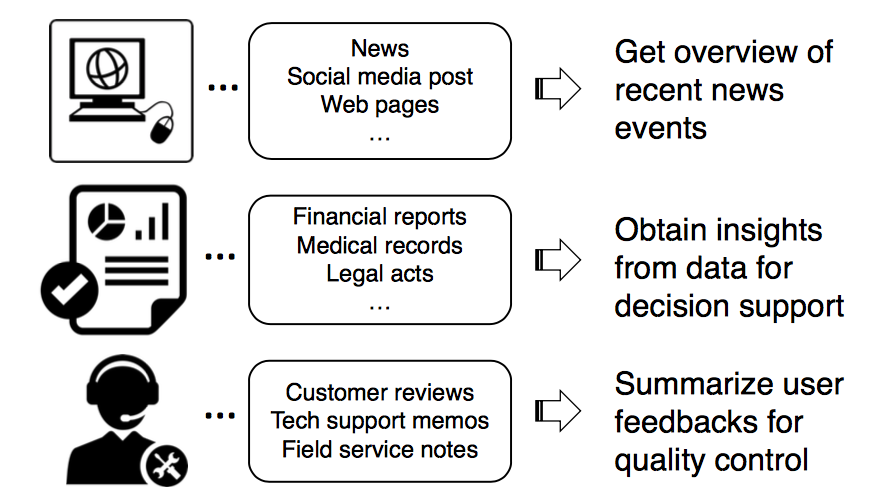 ...
News
Social media post
Web pages
...
Get overview of
recent news
events
...
Financial reports
Medical records
Legal acts
...
Obtain insights
from data for
decision support
...
Customer reviews
Tech support memos
Field service notes
Summarize user
feedbacks for
quality control